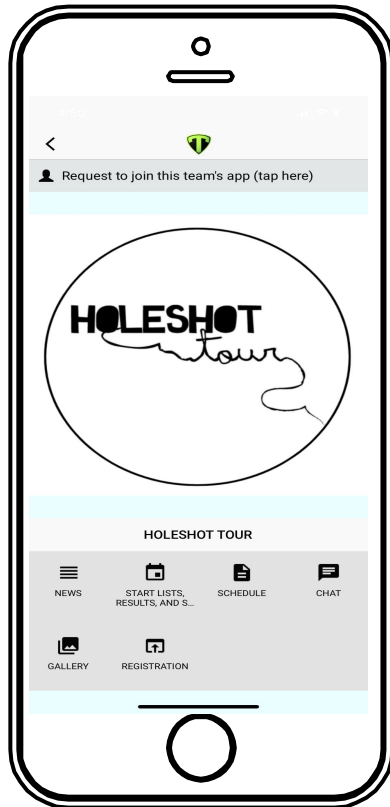 Request to join this team's app (tap here)
HOLESHOT
tour
HOLESHOT TOUR
NEWS
START LISTS,
RESULTS, AND S...
SCHEDULE
CHAT
GALLERY
REGISTRATION